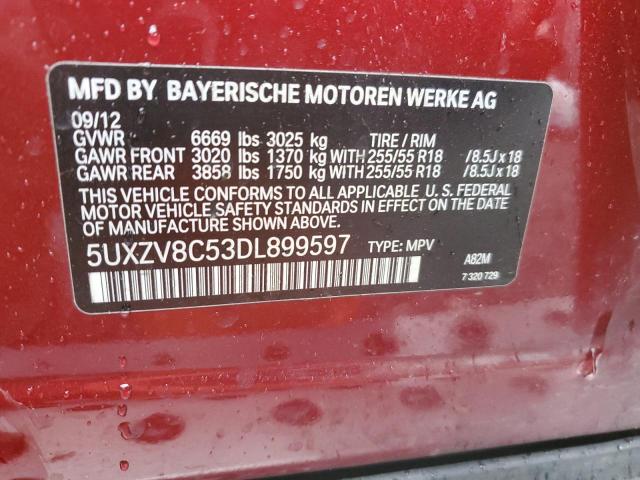 MFD BY BAYERISCHE MOTOREN WERKE AG
09/12
GVWR 6669 lbs 3025 kg TIRE / RIM
GAWR FRONT 3020 lbs 1370 kg WITH 255/55 R18 /8.5J x 18
GAWR REAR 3858 lbs 1750 kg WITH 255/55 R18 /8.5J x 18
THIS VEHICLE CONFORMS TO ALL APPLICABLE U. S. FEDERAL
MOTOR VEHICLE SAFETY STANDARDS IN EFFECT ON THE DATE OF
MANUFACTURE SHOWN ABOVE.
5UXZV8C53DL899597 TYPE: MPV
A82M
7 320 729